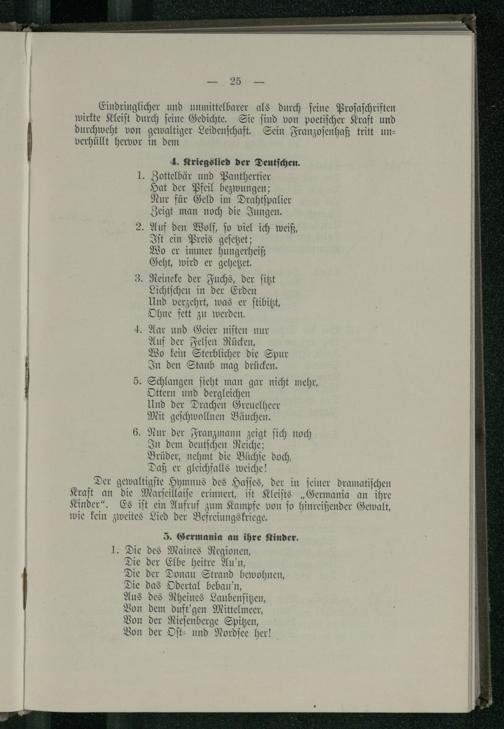 — 25 —
Eindringlicher und unmittelbarer als durch seine Prosaschriften
wirkte Kleist durch seine Gedichte. Sie sind von poetischer Kraft und
durchweht von gewaltiger Leidenschaft. Sein Franzosenhaß tritt un-
verhüllt hervor in dem
4. Kriegslied der Deutschen.
1. Zottelbär und Panthertier
Hat der Pfeil bezwungen;
Nur für Geld im Drahtspalier
Zeigt man noch die Jungen.
2. Auf den Wolf, so viel ich weiß,
Ist ein Preis gesetzet;
Wo er immer hungerheiß
Geht, wird er gehetzet.
3. Reineke der Fuchs, der sitzt
Lichtschen in der Erden
Und verzehrt, was er stibitzt,
Ohne fett zu werden.
4. Aar und Geier nisten nur
Auf der Felsen Rücken,
Wo kein Sterblicher die Spur
In den Staub mag drücken.
5. Schlangen sieht man gar nicht mehr,
Ottern und dergleichen
Und der Drachen Greuelheer
Mit geschwollnen Bäuchen.
6. Nur der Franzmann zeigt sich noch
In dem deutschen Reiche;
Brüder, nehmt die Büchse doch,
Daß er gleichfalls weiche!
Der gewaltigste Hymnus des Hasses, der in seiner dramatischen
Kraft an die Marseillaise erinnert, ist Kleists „Germania an ihre
Kinder“. Es ist ein Aufruf zum Kampfe von so hinreißender Gewalt,
wie kein zweites Lied der Befreiungskriege.
5. Germania an ihre Kinder.
1. Die des Maines Regionen,
Die der Elbe heitre Au'n,
Die der Donau Strand bewohnen,
Die das Odertal bebau'n,
Aus des Rheines Laubensitzen,
Von dem duft'gen Mittelmeer,
Von der Riesenberge Spitzen,
Von der Ost- und Nordsee her!